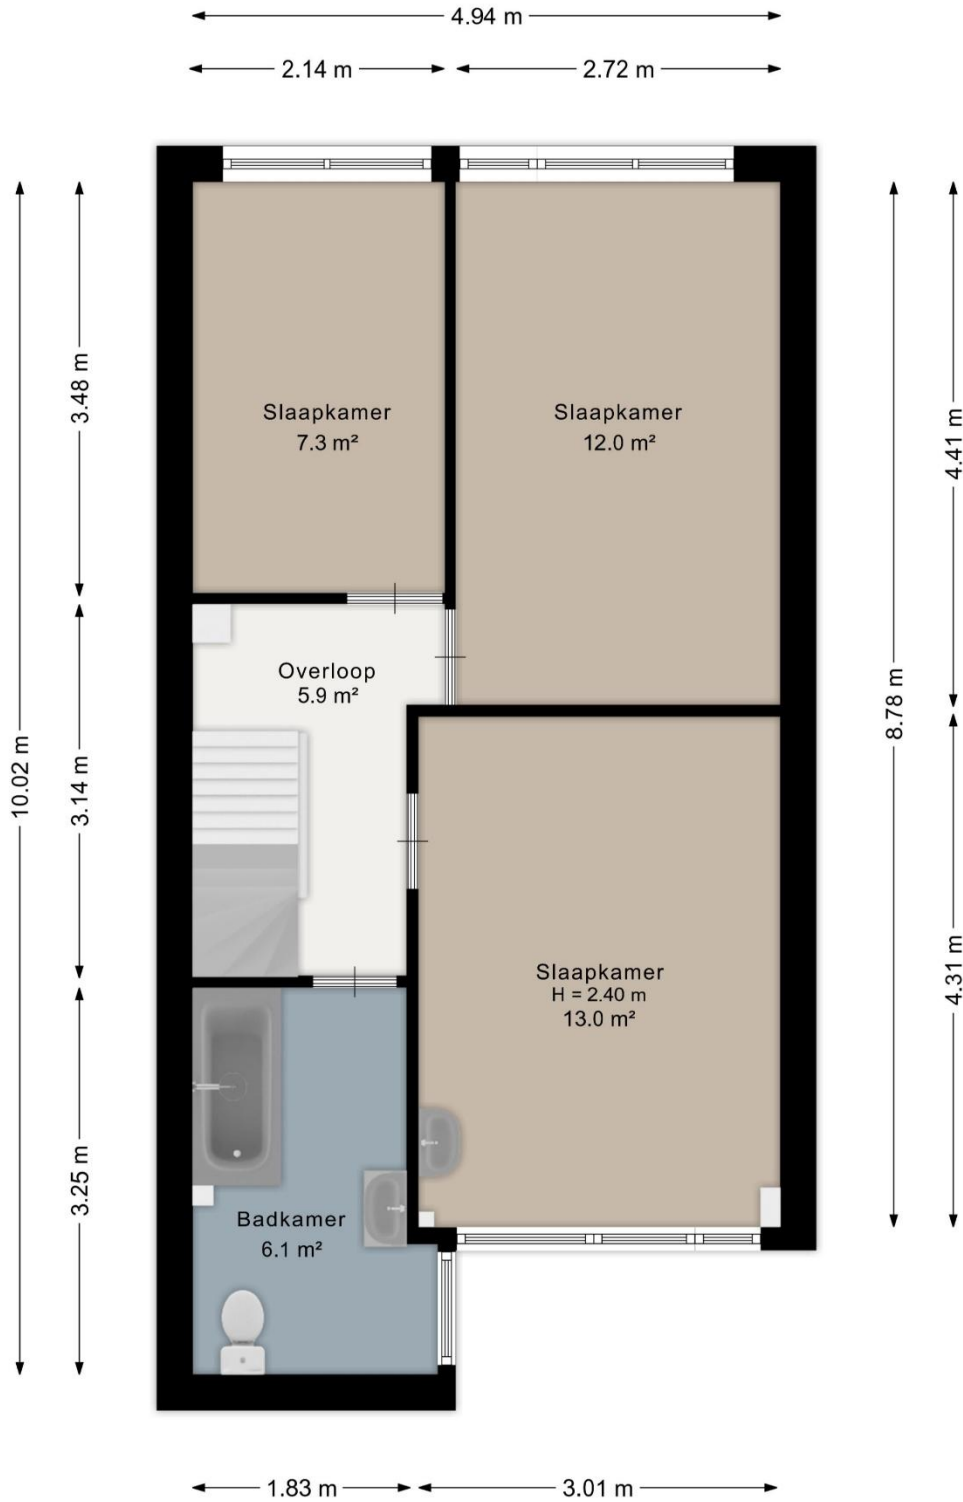 4.94 m
2.14 m
2.72 m
3.48 m
Slaapkamer
7.3 m²
Slaapkamer
12.0 m²
4.41 m
Overloop
5.9 m²
8.78 m
10.02 m
3.14 m
Slaapkamer
H = 2.40 m
13.0 m²
4.31 m
3.25 m
Badkamer
6.1 m²
1.83 m
3.01 m